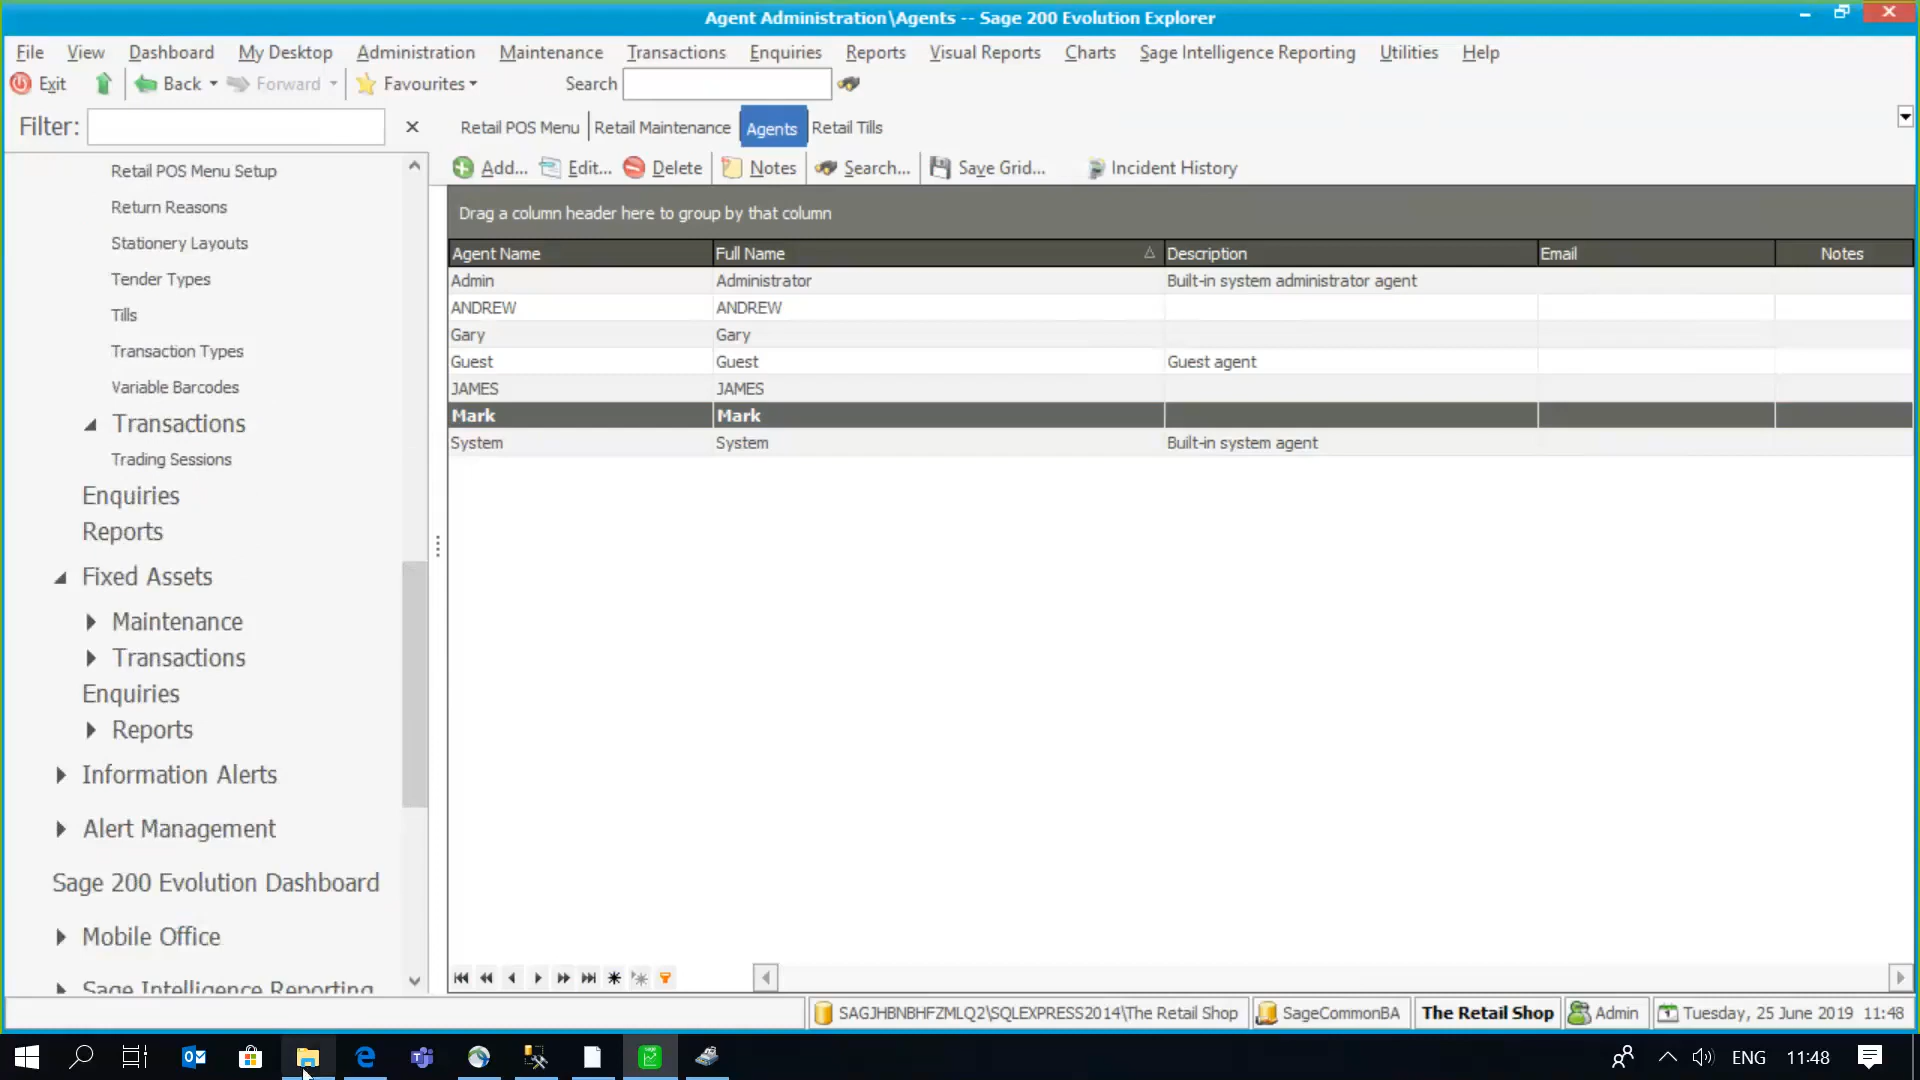 Agent Administration\Agents -- Sage 200 Evolution Explorer
File View Dashboard My Desktop Administration Maintenance Transactions Enquiries Reports Visual Reports Charts Sage Intelligence Reporting Utilities Help
Exit Back Forward Favourites Search
Filter:
Retail POS Menu Retail Maintenance Agents Retail Tills
Add... Edit... Delete Notes Search... Save Grid... Incident History
Drag a column header here to group by that column
Agent Name Full Name Description Email Notes
Admin Administrator Built-in system administrator agent
ANDREW ANDREW
Gary Gary
Guest Guest Guest agent
JAMES JAMES
Mark Mark
System System Built-in system agent
Retail POS Menu Setup
Return Reasons
Stationery Layouts
Tender Types
Tills
Transaction Types
Variable Barcodes
Transactions
Trading Sessions
Enquiries
Reports
Fixed Assets
Maintenance
Transactions
Enquiries
Reports
Information Alerts
Alert Management
Sage 200 Evolution Dashboard
Mobile Office
Sage Intelligence Reporting
SAGJHBNBHFZMLQ2\SQLEXPRESS2014\The Retail Shop SageCommonBA The Retail Shop Admin Tuesday, 25 June 2019 11:48
ENG 11:48